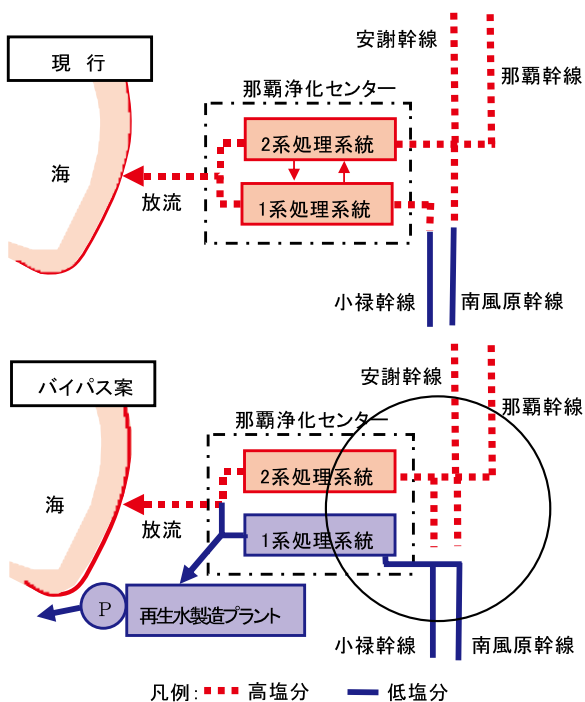 現 行
安謝幹線
那覇幹線
那覇浄化センター
2系処理系統
海
放流
1系処理系統
小禄幹線
南風原幹線
バイパス案
安謝幹線
那覇幹線
那覇浄化センター
2系処理系統
海
放流
1系処理系統
P
再生水製造プラント
小禄幹線
南風原幹線
凡例: 高塩分 低塩分